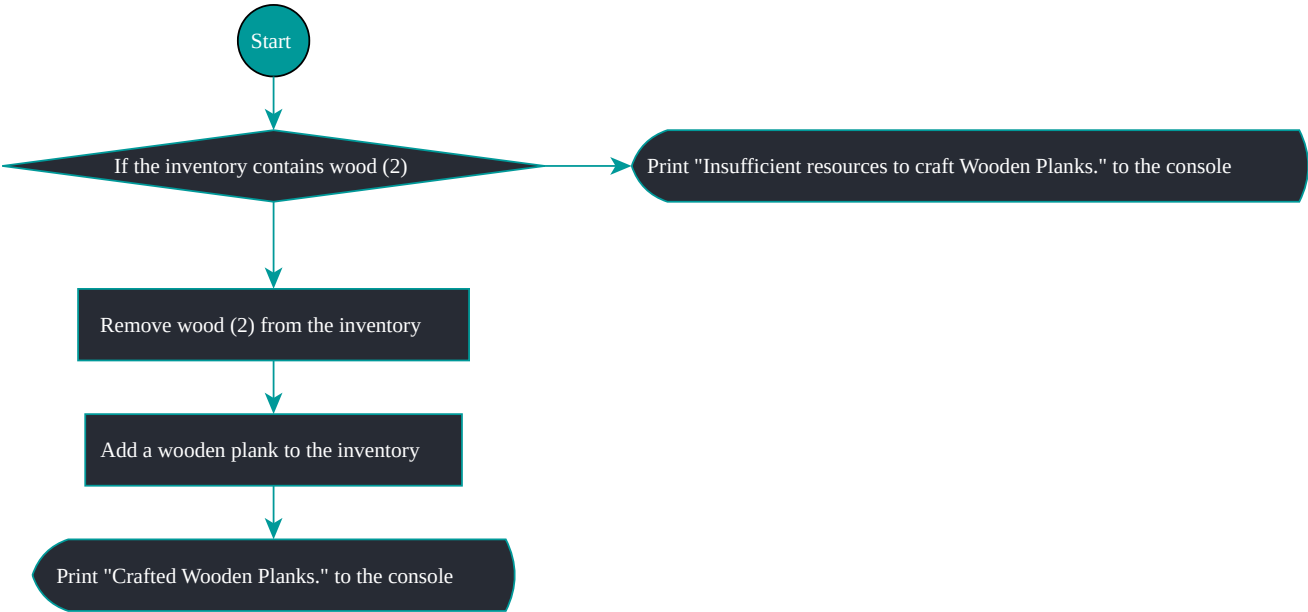 Start
If the inventory contains wood (2)
Print "Insufficient resources to craft Wooden Planks." to the console
Remove wood (2) from the inventory
Add a wooden plank to the inventory
Print "Crafted Wooden Planks." to the console